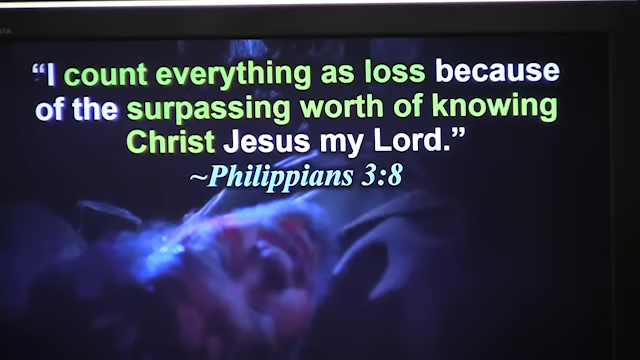 “I count everything as loss because
of the surpassing worth of knowing
Christ Jesus my Lord.”
~Philippians 3:8